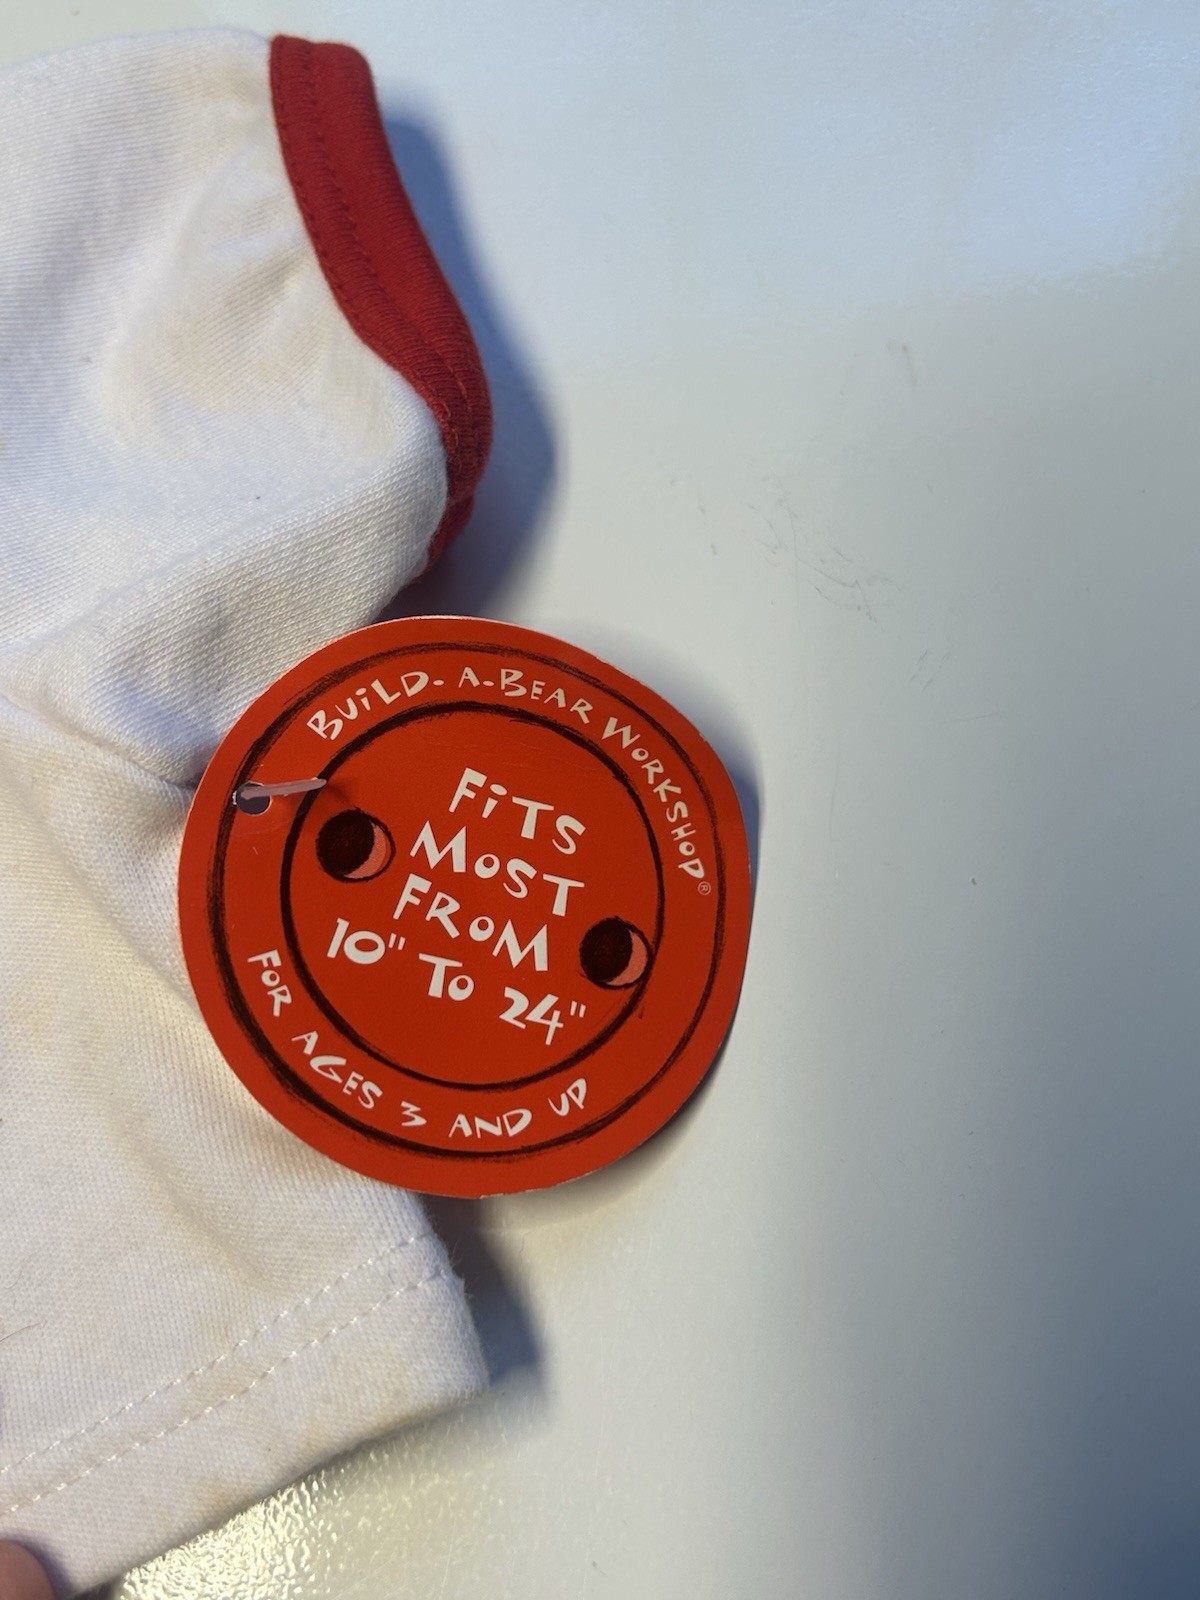 BUiLD-A-BEAR WORKSHOP®
FiTS
MOST
FROM
10" TO 24"
FOR AGES 3 AND UP